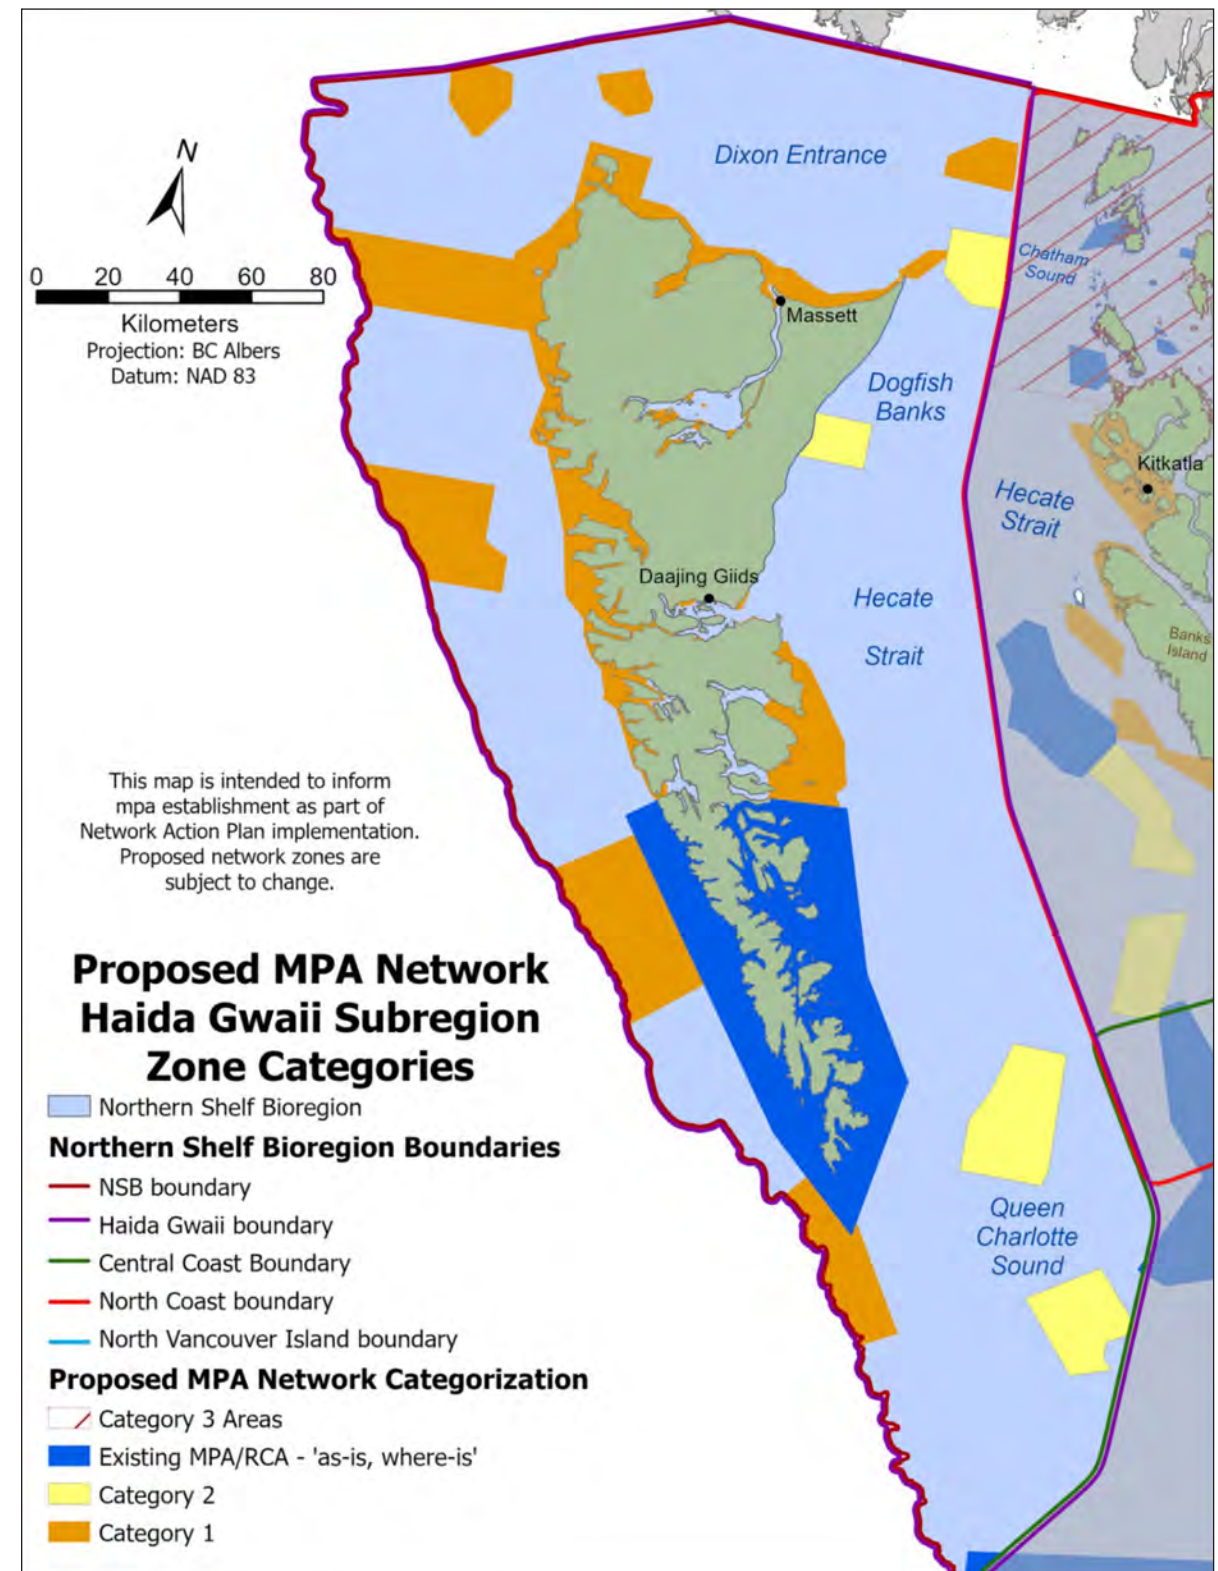 Dixon Entrance
N
Chatham
Sound
0 20 40 60 80
Kilometers
Projection: BC Albers
Datum: NAD 83
Massett
Dogfish
Banks
Kitkatla
Hecate
Strait
Daajing Giids
Hecate
Strait
Banks
Island
This map is intended to inform
mpa establishment as part of
Network Action Plan implementation.
Proposed network zones are
subject to change.
Proposed MPA Network
Haida Gwaii Subregion
Zone Categories
Northern Shelf Bioregion
Northern Shelf Bioregion Boundaries
NSB boundary
Haida Gwaii boundary
Central Coast Boundary
North Coast boundary
North Vancouver Island boundary
Proposed MPA Network Categorization
Category 3 Areas
Existing MPA/RCA - 'as-is, where-is'
Category 2
Category 1
Queen
Charlotte
Sound